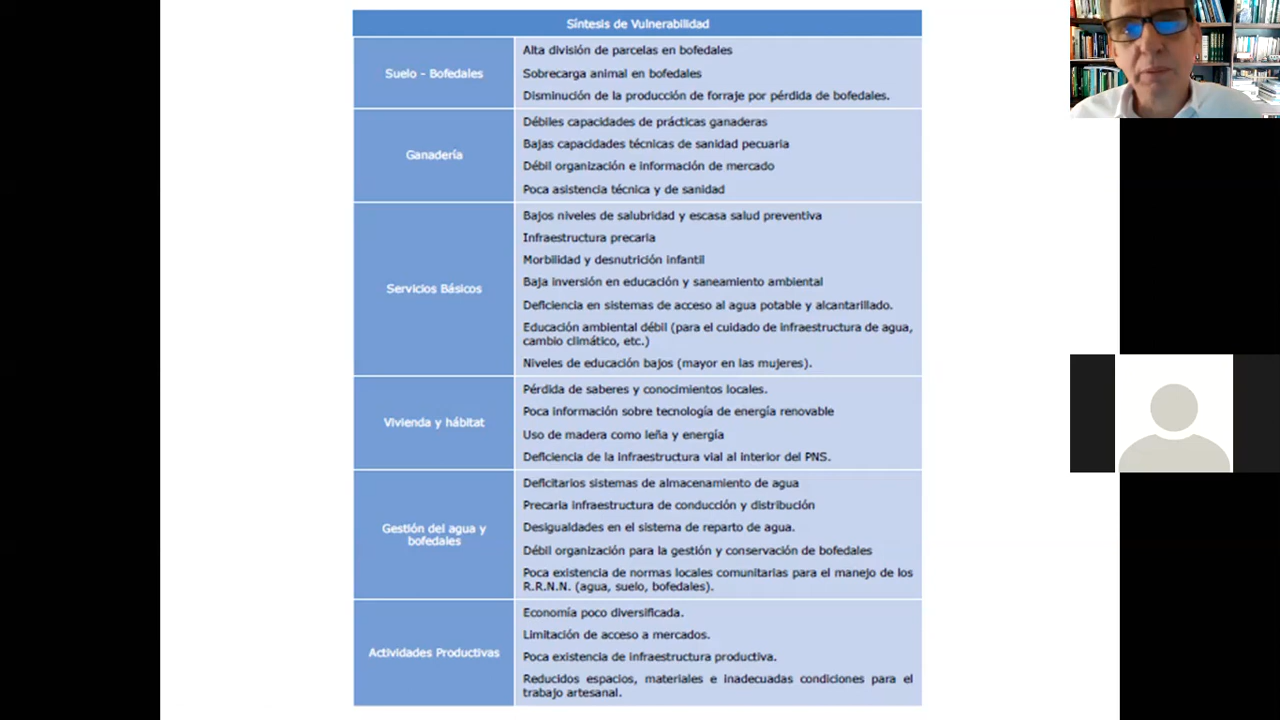 Síntesis de Vulnerabilidad
Suelo - Bofedales
Alta división de parcelas en bofedales
Sobrecarga animal en bofedales
Disminución de la producción de forraje por pérdida de bofedales.
Ganadería
Débiles capacidades de prácticas ganaderas
Bajas capacidades técnicas de sanidad pecuaria
Débil organización e información de mercado
Poca asistencia técnica y de sanidad
Servicios Básicos
Bajos niveles de salubridad y escasa salud preventiva
Infraestructura precaria
Morbilidad y desnutrición infantil
Baja inversión en educación y saneamiento ambiental
Deficiencia en sistemas de acceso al agua potable y alcantarillado.
Educación ambiental débil (para el cuidado de infraestructura de agua,
cambio climático, etc.)
Niveles de educación bajos (mayor en las mujeres).
Vivienda y hábitat
Pérdida de saberes y conocimientos locales.
Poca información sobre tecnología de energía renovable
Uso de madera como leña y energía
Deficiencia de la infraestructura vial al interior del PNS.
Gestión del agua y
bofedales
Deficitarios sistemas de almacenamiento de agua
Precaria infraestructura de conducción y distribución
Desigualdades en el sistema de reparto de agua.
Débil organización para la gestión y conservación de bofedales
Poca existencia de normas locales comunitarias para el manejo de los
R.R.N.N. (agua, suelo, bofedales).
Actividades Productivas
Economía poco diversificada.
Limitación de acceso a mercados.
Poca existencia de infraestructura productiva.
Reducidos espacios, materiales e inadecuadas condiciones para el
trabajo artesanal.